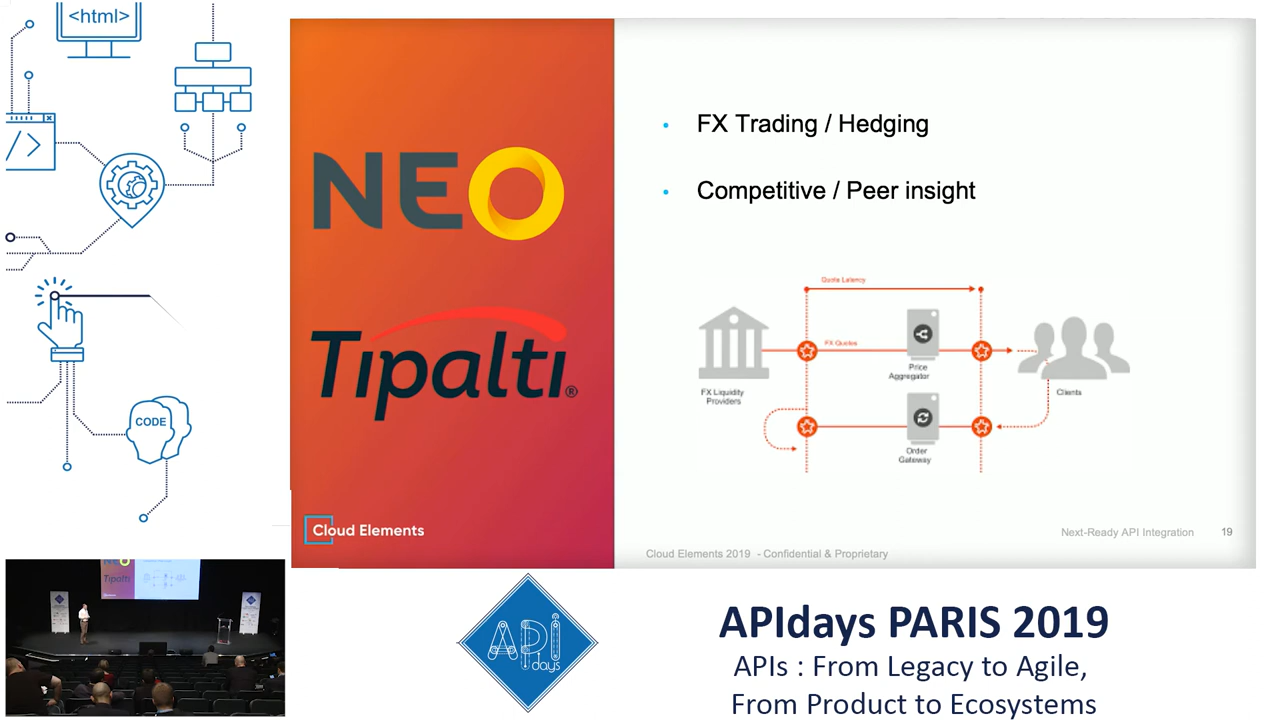 <html>
/>
CODE
NEO
Tipalti®
Cloud Elements
• FX Trading / Hedging
• Competitive / Peer insight
Quote Latency
FX Quotes
FX Liquidity
Providers
Price
Aggregator
Order
Gateway
Clients
Next-Ready API Integration 19
Cloud Elements 2019 - Confidential & Proprietary
NEO
Tipalti
API
days
APIdays PARIS 2019
APIs : From Legacy to Agile,
From Product to Ecosystems